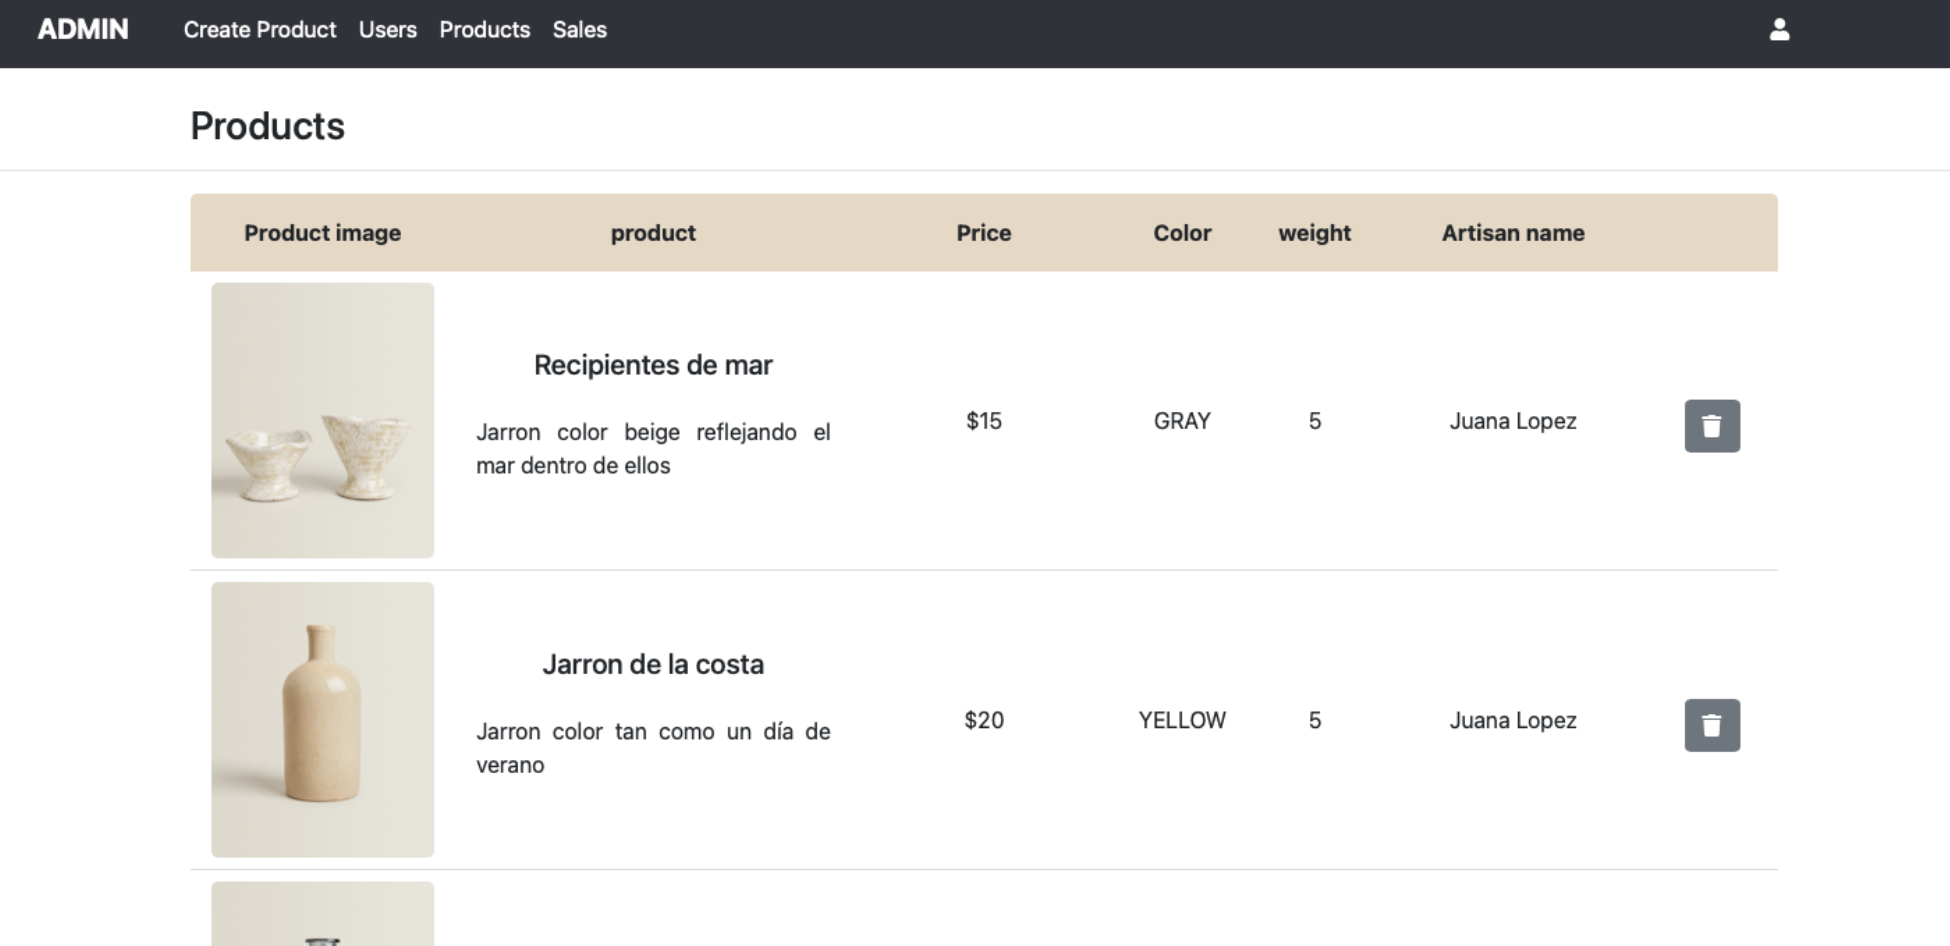 ADMIN Create Product Users Products Sales
Products
Product image product Price Color weight Artisan name
Recipientes de mar
Jarron color beige reflejando el
mar dentro de ellos
$15 GRAY 5 Juana Lopez
Jarron de la costa
Jarron color tan como un día de
verano
$20 YELLOW 5 Juana Lopez